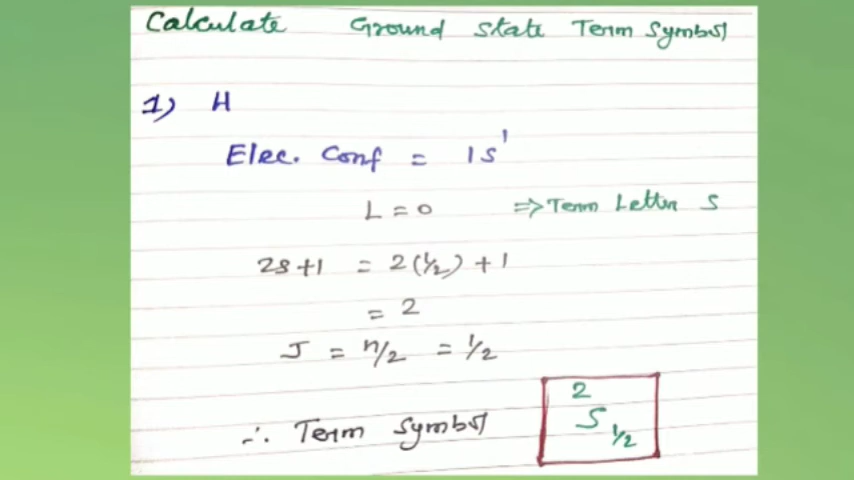 Calculate Ground State Term Symbol
1) H
Elec. Conf = 1s¹
L = 0 ⇒ Term Letter S
2s+1 = 2(1/2) + 1
= 2
J = n/2 = 1/2
∴ Term Symbol ²S₁/₂